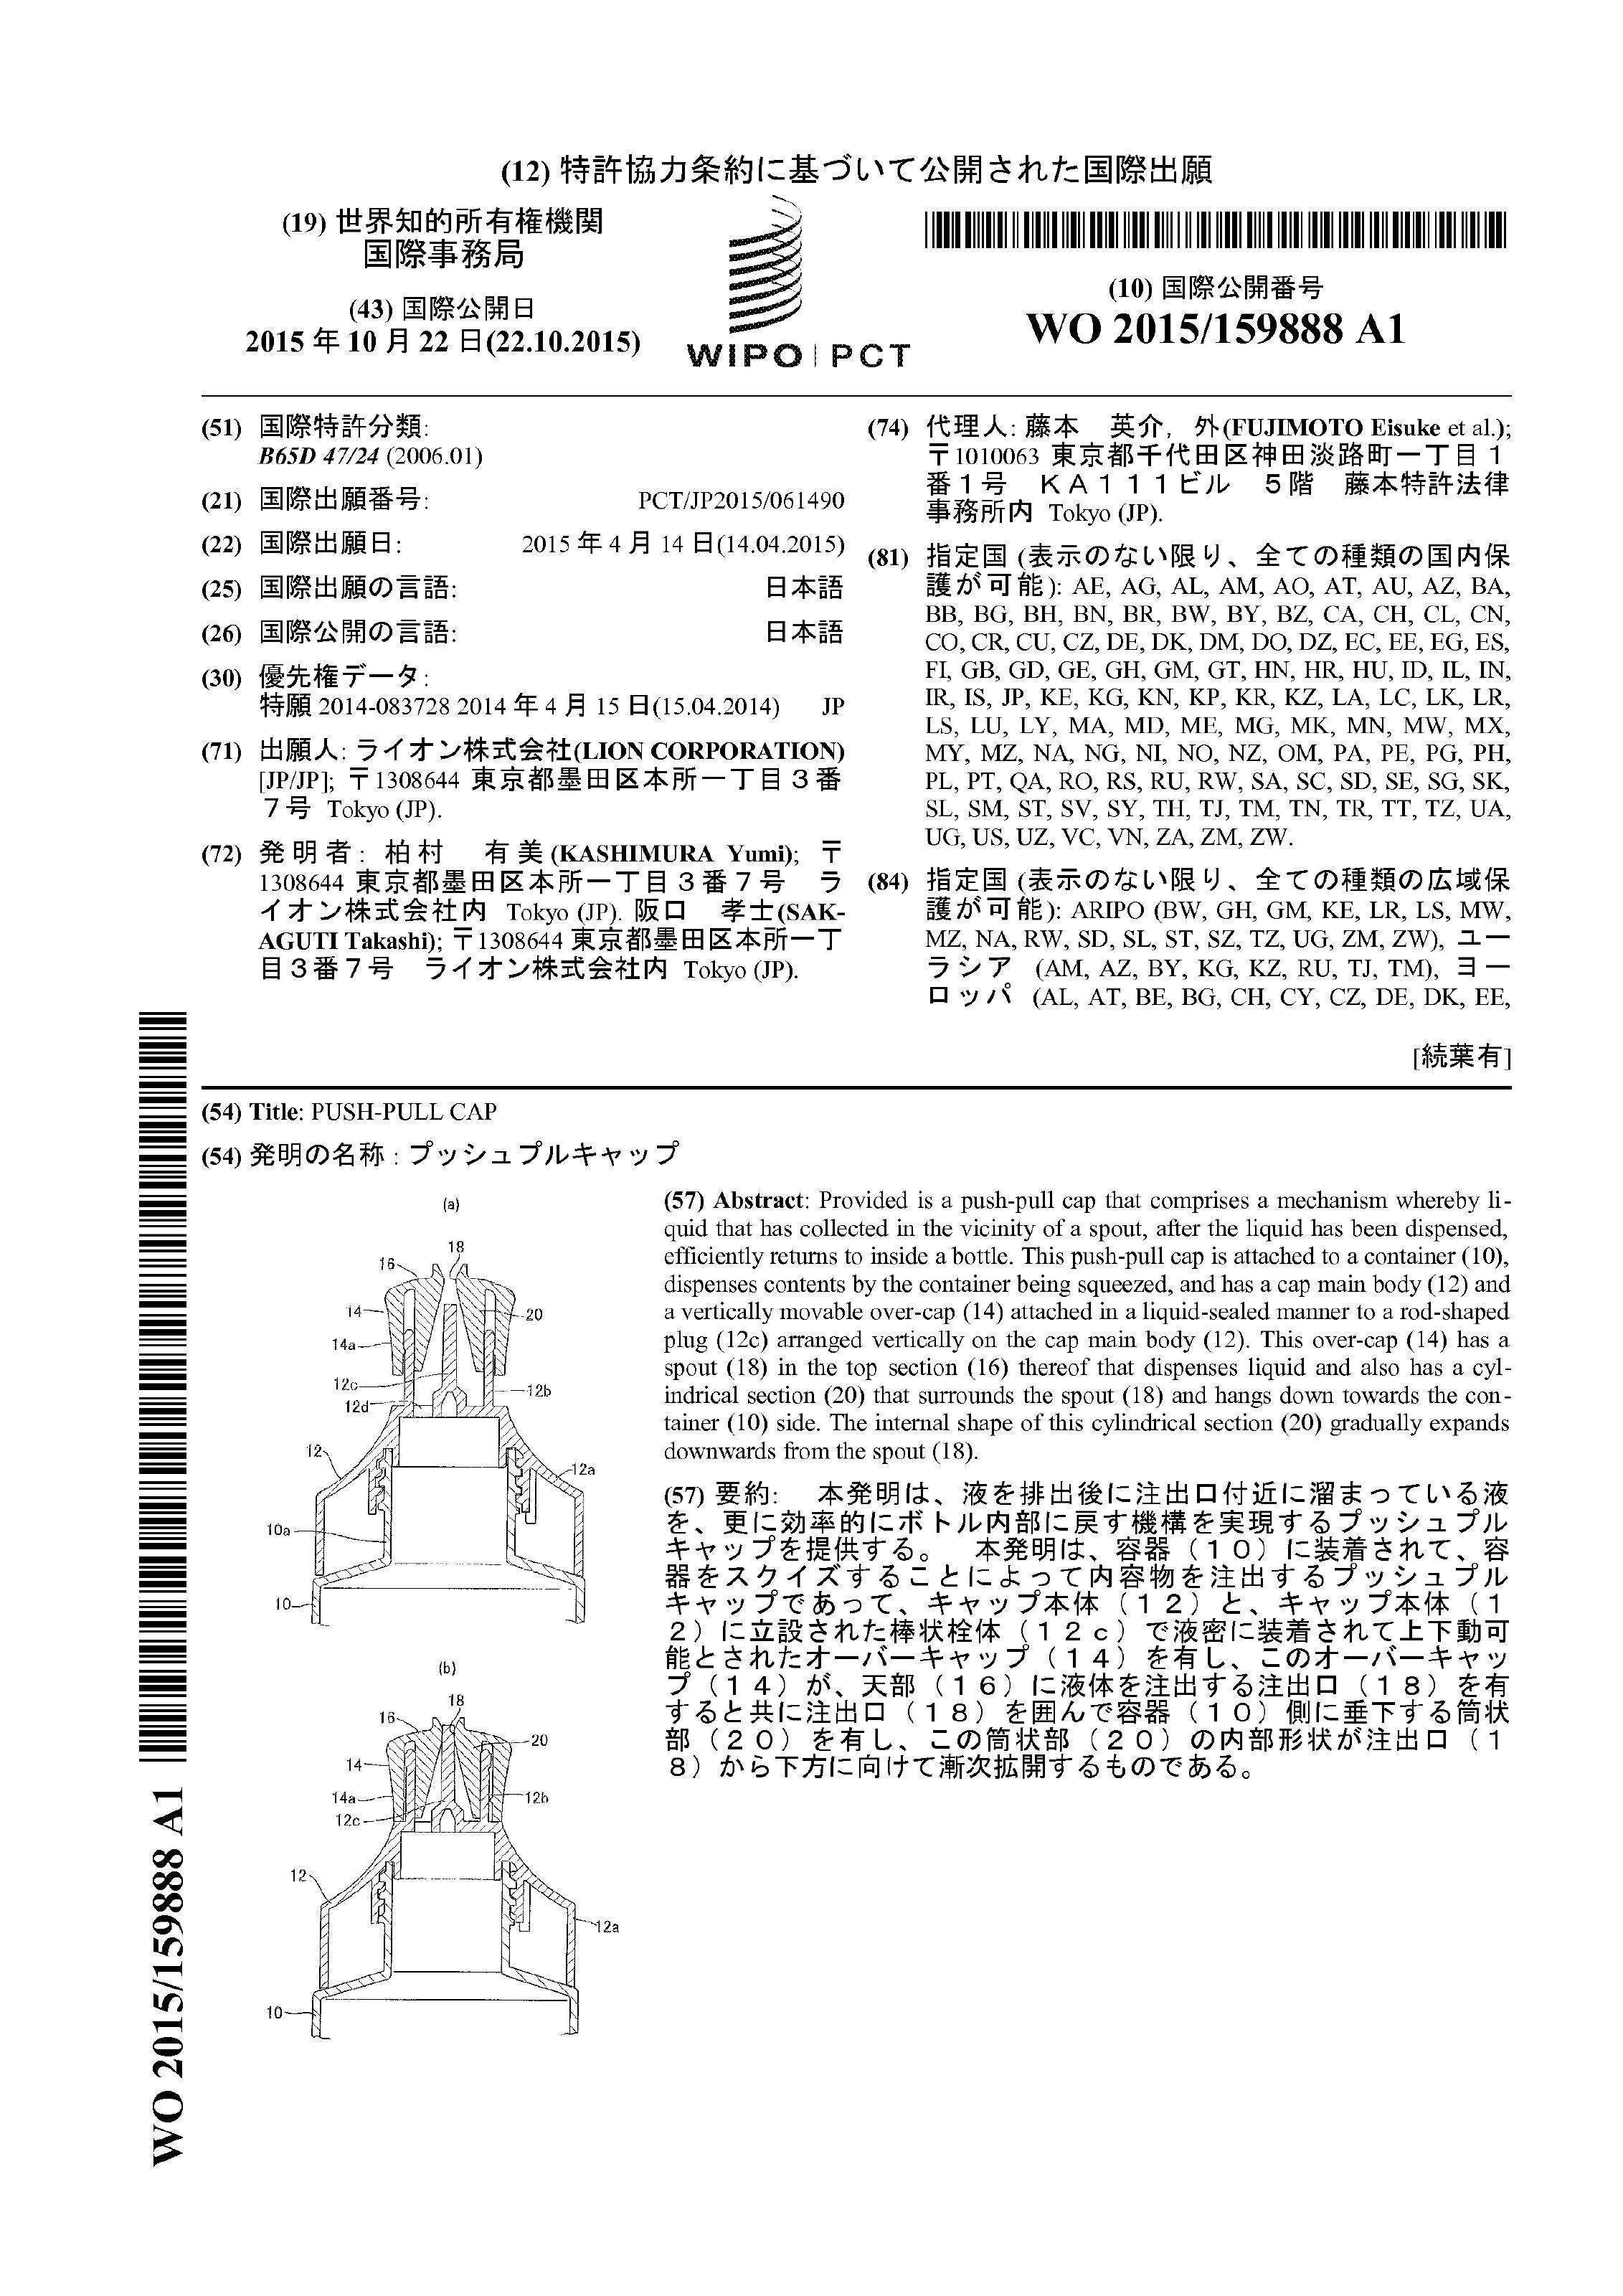 (12) 特許協力条約に基づいて公開された国際出願
(19) 世界知的所有権機関
国際事務局
(43) 国際公開日
2015 年 10 月 22 日(22.10.2015)
WIPO | PCT
(10) 国際公開番号
WO 2015/159888 A1
(51) 国際特許分類:
B65D 47/24 (2006.01)
(21) 国際出願番号: PCT/JP2015/061490
(22) 国際出願日: 2015 年 4 月 14 日(14.04.2015)
(25) 国際出願の言語: 日本語
(26) 国際公開の言語: 日本語
(30) 優先権データ:
特願 2014-083728 2014 年 4 月 15 日(15.04.2014) JP
(71) 出願人: ライオン株式会社(LION CORPORATION)
[JP/JP]; 〒1308644 東京都墨田区本所一丁目３番
７号 Tokyo (JP).
(72) 発明者: 柏村 有美(KASHIMURA Yumi); 〒
1308644 東京都墨田区本所一丁目３番７号 ラ
イオン株式会社内 Tokyo (JP). 阪口 孝士(SAK-
AGUTI Takashi); 〒1308644 東京都墨田区本所一丁
目３番７号 ライオン株式会社内 Tokyo (JP).
(74) 代理人: 藤本 英介, 外(FUJIMOTO Eisuke et al.);
〒1010063 東京都千代田区神田淡路町一丁目１
番１号 ＫＡ１１１ビル ５階 藤本特許法律
事務所内 Tokyo (JP).
(81) 指定国 (表示のない限り、全ての種類の国内保
護が可能): AE, AG, AL, AM, AO, AT, AU, AZ, BA,
BB, BG, BH, BN, BR, BW, BY, BZ, CA, CH, CL, CN,
CO, CR, CU, CZ, DE, DK, DM, DO, DZ, EC, EE, EG, ES,
FI, GB, GD, GE, GH, GM, GT, HN, HR, HU, ID, IL, IN,
IR, IS, JP, KE, KG, KN, KP, KR, KZ, LA, LC, LK, LR,
LS, LU, LY, MA, MD, ME, MG, MK, MN, MW, MX,
MY, MZ, NA, NG, NI, NO, NZ, OM, PA, PE, PG, PH,
PL, PT, QA, RO, RS, RU, RW, SA, SC, SD, SE, SG, SK,
SL, SM, ST, SV, SY, TH, TJ, TM, TN, TR, TT, TZ, UA,
UG, US, UZ, VC, VN, ZA, ZM, ZW.
(84) 指定国 (表示のない限り、全ての種類の広域保
護が可能): ARIPO (BW, GH, GM, KE, LR, LS, MW,
MZ, NA, RW, SD, SL, ST, SZ, TZ, UG, ZM, ZW), ユー
ラシア (AM, AZ, BY, KG, KZ, RU, TJ, TM), ヨー
ロッパ (AL, AT, BE, BG, CH, CY, CZ, DE, DK, EE,
[続葉有]
(54) Title: PUSH-PULL CAP
(54) 発明の名称 : プッシュプルキャップ
(a)
18
16
14
20
14a
12c
12b
12d
12
12a
10a
10
(b)
18
16
20
14
14a
12b
12c
12
12a
10
(57) Abstract: Provided is a push-pull cap that comprises a mechanism whereby li-
quid that has collected in the vicinity of a spout, after the liquid has been dispensed,
efficiently returns to inside a bottle. This push-pull cap is attached to a container (10),
dispenses contents by the container being squeezed, and has a cap main body (12) and
a vertically movable over-cap (14) attached in a liquid-sealed manner to a rod-shaped
plug (12c) arranged vertically on the cap main body (12). This over-cap (14) has a
spout (18) in the top section (16) thereof that dispenses liquid and also has a cyl-
indrical section (20) that surrounds the spout (18) and hangs down towards the con-
tainer (10) side. The internal shape of this cylindrical section (20) gradually expands
downwards from the spout (18).
(57) 要約: 本発明は、液を排出後に注出口付近に溜まっている液
を、更に効率的にボトル内部に戻す機構を実現するプッシュプル
キャップを提供する。 本発明は、容器（１０）に装着されて、容
器をスクイズすることによって内容物を注出するプッシュプル
キャップであって、キャップ本体（１２）と、キャップ本体（１
２）に立設された棒状栓体（１２ｃ）で液密に装着されて上下動可
能とされたオーバーキャップ（１４）を有し、このオーバーキャッ
プ（１４）が、天部（１６）に液体を注出する注出口（１８）を有
すると共に注出口（１８）を囲んで容器（１０）側に垂下する筒状
部（２０）を有し、この筒状部（２０）の内部形状が注出口（１
８）から下方に向けて漸次拡開するものである。
WO 2015/159888 A1